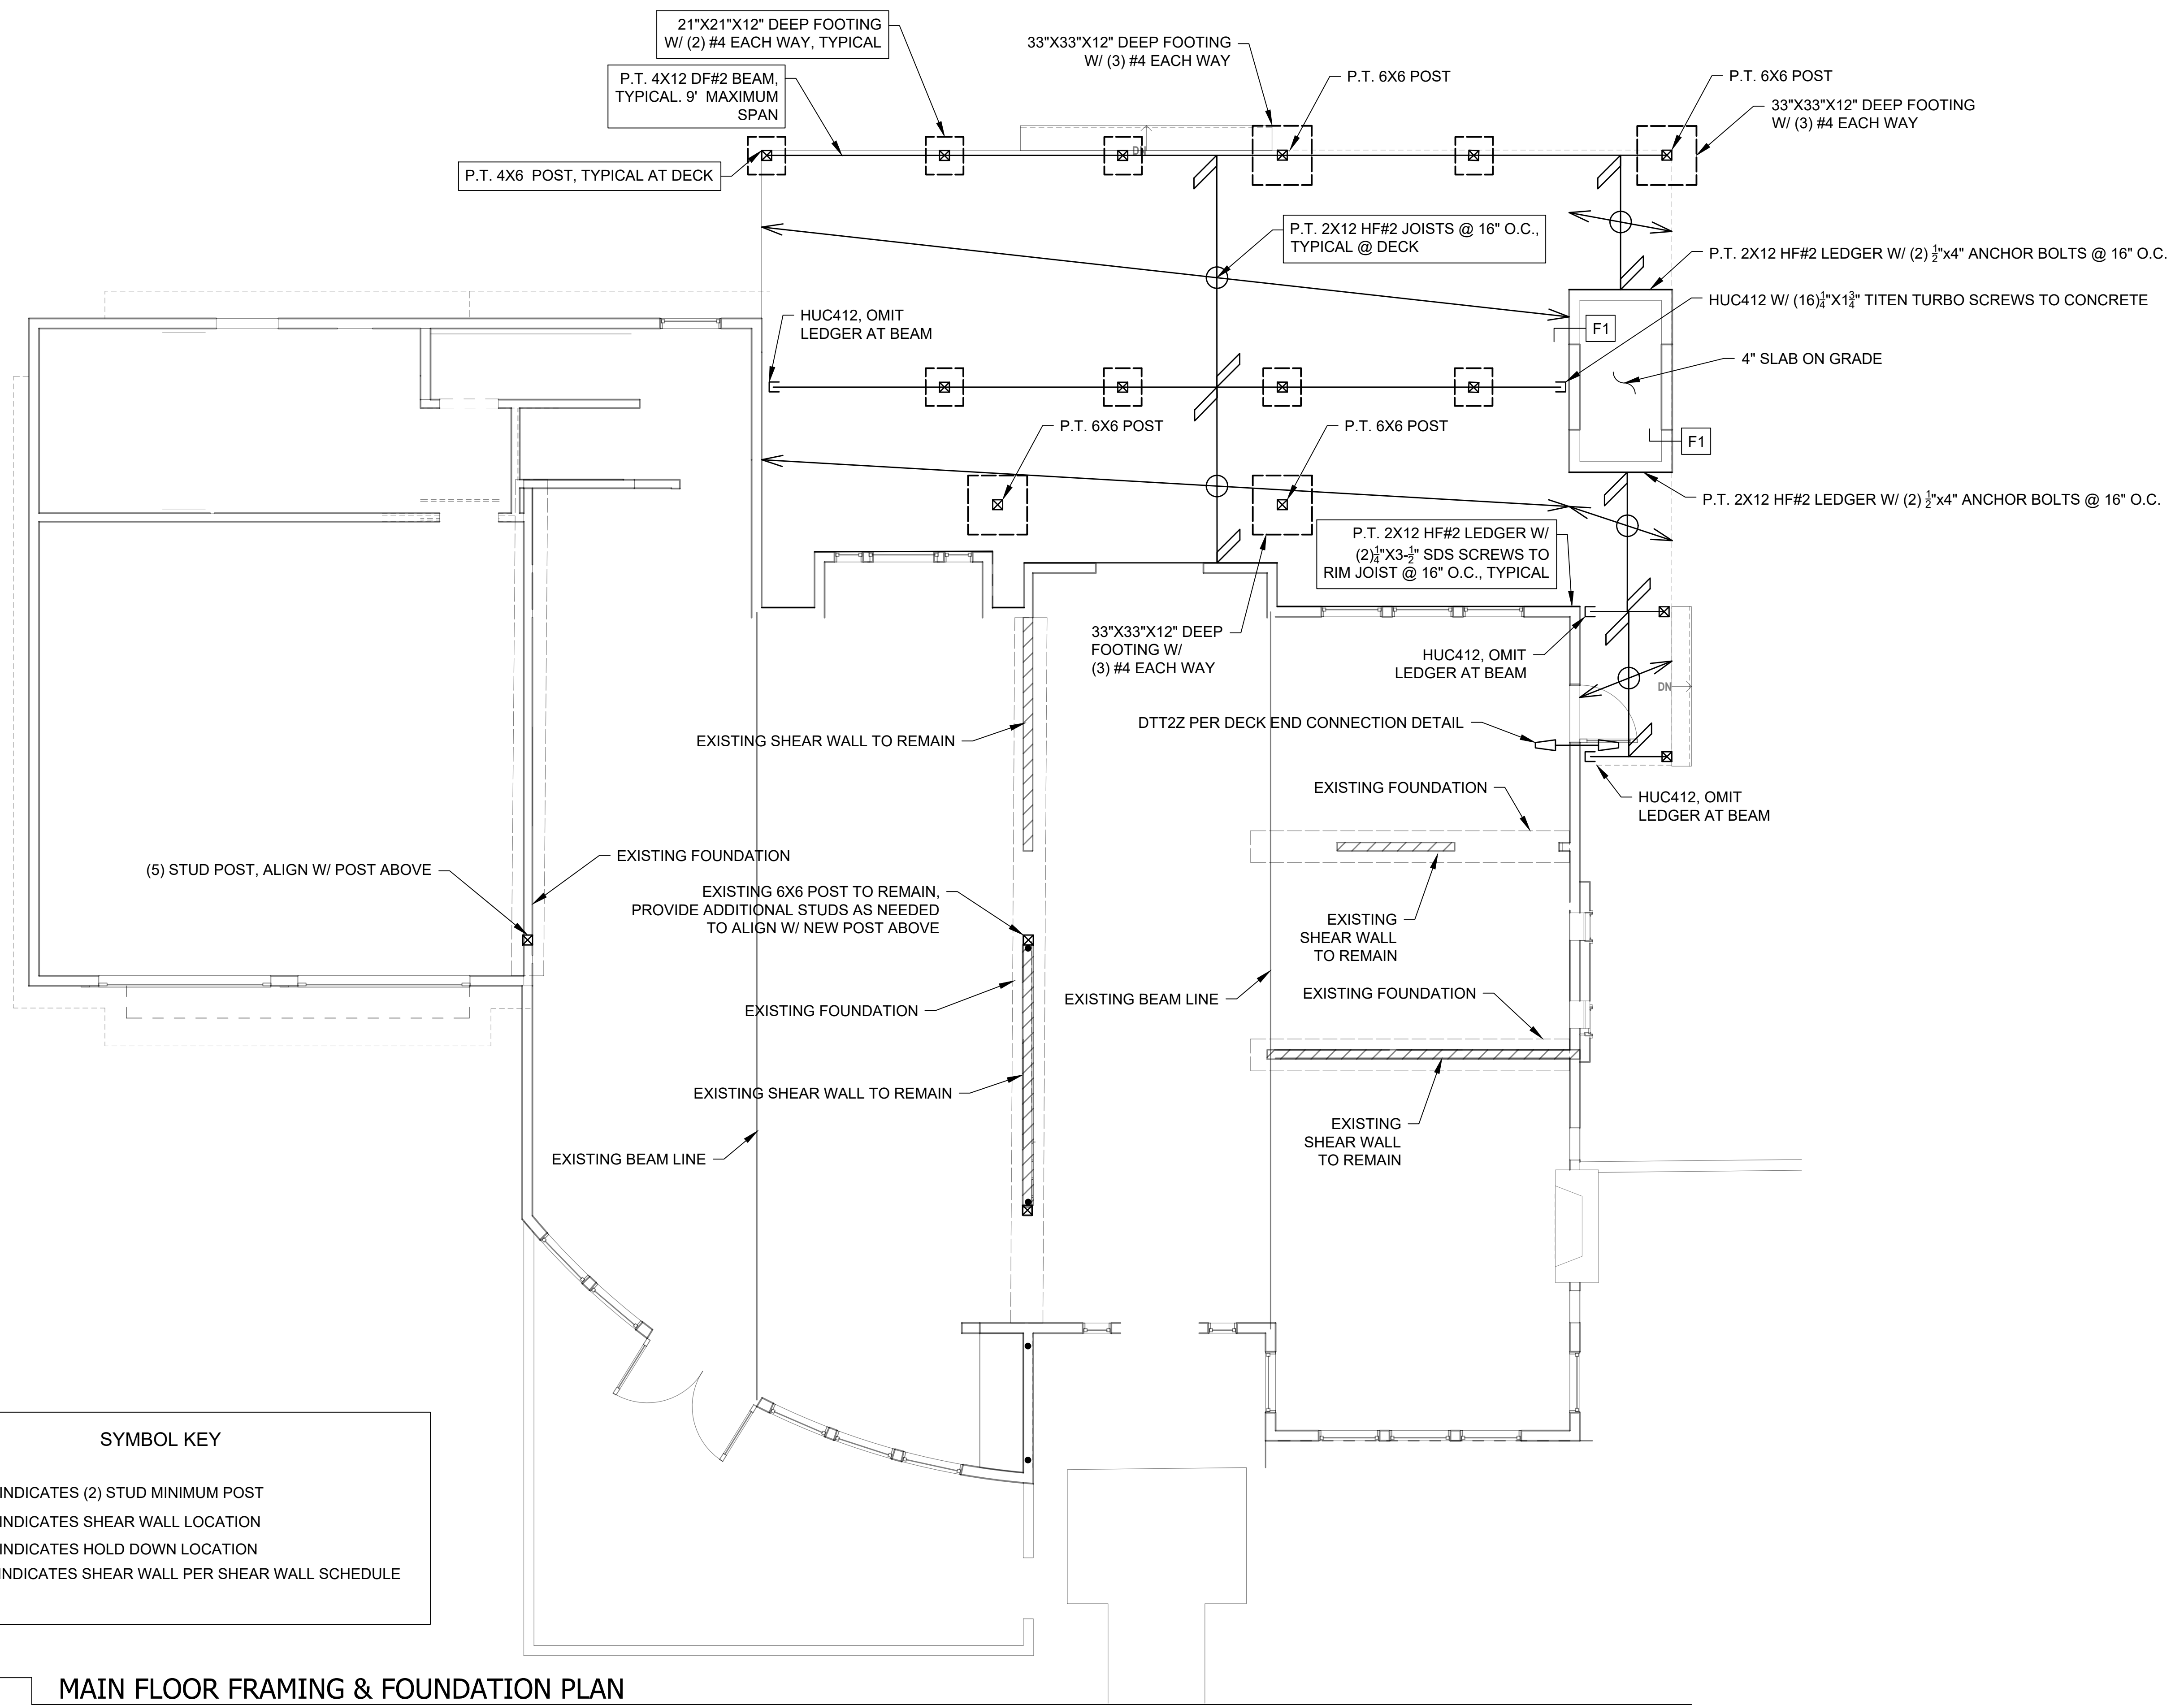 21"X21"X12" DEEP FOOTING
W/ (2) #4 EACH WAY, TYPICAL
33"X33"X12" DEEP FOOTING
W/ (3) #4 EACH WAY
P.T. 4X12 DF#2 BEAM,
TYPICAL. 9' MAXIMUM
SPAN
P.T. 6X6 POST
P.T. 6X6 POST
33"X33"X12" DEEP FOOTING
W/ (3) #4 EACH WAY
DN
P.T. 4X6 POST, TYPICAL AT DECK
P.T. 2X12 HF#2 JOISTS @ 16" O.C.,
TYPICAL @ DECK
P.T. 2X12 HF#2 LEDGER W/ (2) 1/2"x4" ANCHOR BOLTS @ 16" O.C.
HUC412 W/ (16)1/4"X1 3/4" TITEN TURBO SCREWS TO CONCRETE
HUC412, OMIT
LEDGER AT BEAM
F1
4" SLAB ON GRADE
P.T. 6X6 POST
P.T. 6X6 POST
F1
P.T. 2X12 HF#2 LEDGER W/ (2) 1/2"x4" ANCHOR BOLTS @ 16" O.C.
P.T. 2X12 HF#2 LEDGER W/
(2)1/4"X3-1/2" SDS SCREWS TO
RIM JOIST @ 16" O.C., TYPICAL
33"X33"X12" DEEP
FOOTING W/
(3) #4 EACH WAY
HUC412, OMIT
LEDGER AT BEAM
DN
DTT2Z PER DECK END CONNECTION DETAIL
EXISTING SHEAR WALL TO REMAIN
EXISTING FOUNDATION
HUC412, OMIT
LEDGER AT BEAM
EXISTING FOUNDATION
(5) STUD POST, ALIGN W/ POST ABOVE
EXISTING 6X6 POST TO REMAIN,
PROVIDE ADDITIONAL STUDS AS NEEDED
TO ALIGN W/ NEW POST ABOVE
EXISTING
SHEAR WALL
TO REMAIN
EXISTING FOUNDATION
EXISTING BEAM LINE
EXISTING FOUNDATION
EXISTING SHEAR WALL TO REMAIN
EXISTING
SHEAR WALL
TO REMAIN
EXISTING BEAM LINE
SYMBOL KEY
INDICATES (2) STUD MINIMUM POST
INDICATES SHEAR WALL LOCATION
INDICATES HOLD DOWN LOCATION
INDICATES SHEAR WALL PER SHEAR WALL SCHEDULE
MAIN FLOOR FRAMING & FOUNDATION PLAN